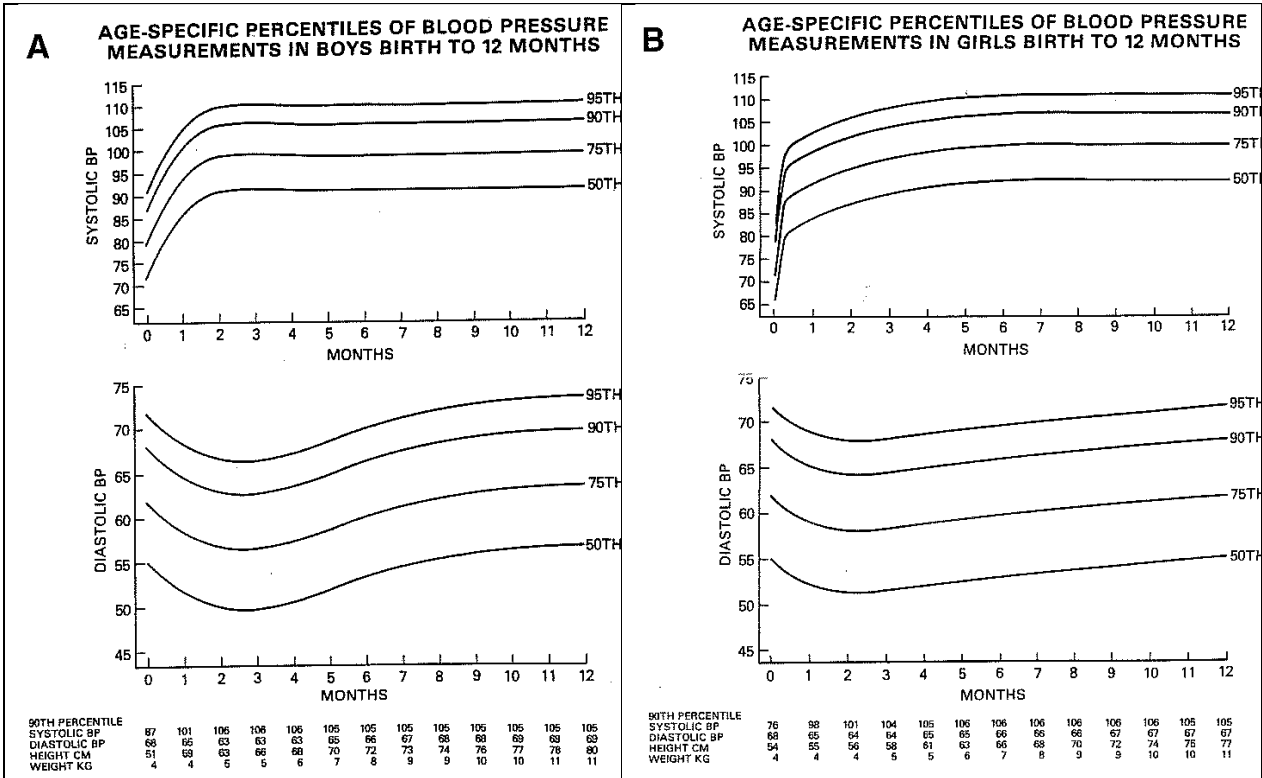 A
AGE-SPECIFIC PERCENTILES OF BLOOD PRESSURE
MEASUREMENTS IN BOYS BIRTH TO 12 MONTHS
SYSTOLIC BP
115
110
105
100
95
90
85
80
75
70
65
95TH
90TH
75TH
50TH
0 1 2 3 4 5 6 7 8 9 10 11 12
MONTHS
DIASTOLIC BP
75
70
65
60
55
50
45
95TH
90TH
75TH
50TH
0 1 2 3 4 5 6 7 8 9 10 11 12
MONTHS
90TH PERCENTILE
SYSTOLIC BP 87 101 106 106 106 105 105 105 105 105 105 105 105
DIASTOLIC BP 68 65 63 63 63 65 66 67 68 68 69 69 69
HEIGHT CM 51 59 63 66 68 70 72 73 74 76 77 78 80
WEIGHT KG 4 4 5 5 6 7 8 9 9 10 10 11 11
B
AGE-SPECIFIC PERCENTILES OF BLOOD PRESSURE
MEASUREMENTS IN GIRLS BIRTH TO 12 MONTHS
SYSTOLIC BP
115
110
105
100
95
90
85
80
75
70
65
95TH
90TH
75TH
50TH
0 1 2 3 4 5 6 7 8 9 10 11 12
MONTHS
DIASTOLIC BP
75
70
65
60
55
50
45
95TH
90TH
75TH
50TH
0 1 2 3 4 5 6 7 8 9 10 11 12
MONTHS
90TH PERCENTILE
SYSTOLIC BP 76 98 101 104 105 106 106 106 106 106 106 105 105
DIASTOLIC BP 68 65 64 64 65 65 66 66 66 67 67 67 67
HEIGHT CM 54 55 56 58 61 63 66 68 70 72 74 75 77
WEIGHT KG 4 4 4 5 5 6 7 8 9 9 10 10 11